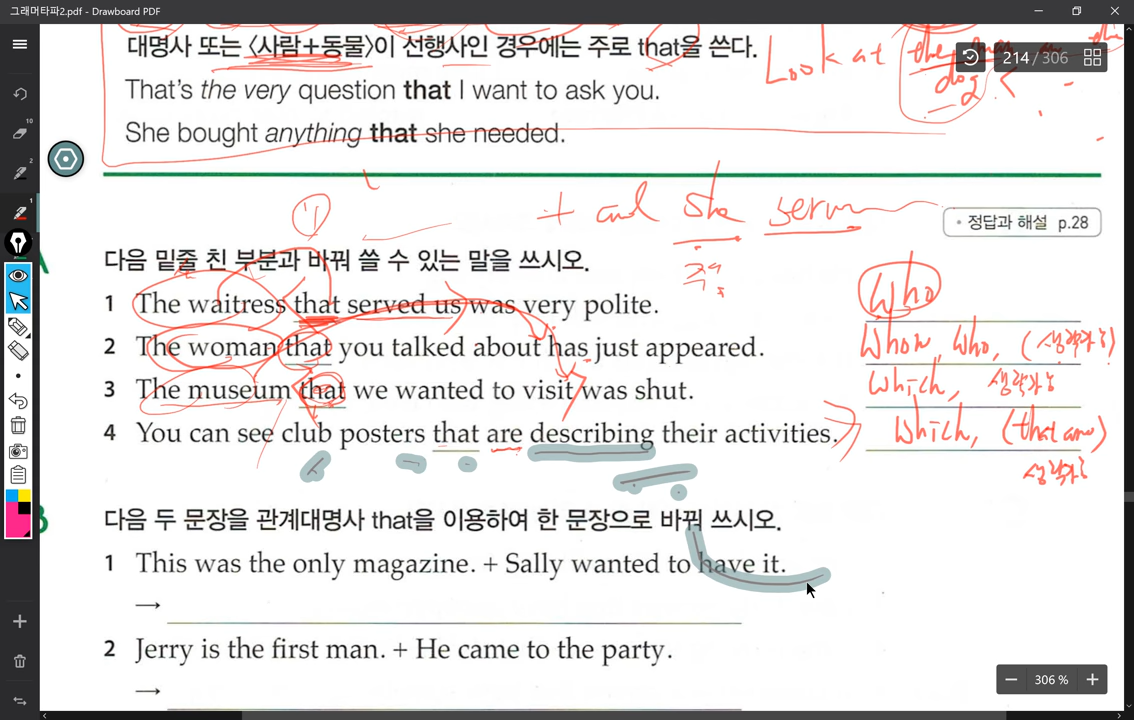 그래머타파2.pdf - Drawboard PDF
214 / 306
대명사 또는 〈사람+동물〉이 선행사인 경우에는 주로 that을 쓴다.
Look at the man
dog
That's the very question that I want to ask you.
She bought anything that she needed.
10
2
1
+ and she
• 정답과 해설 p.28
A
다음 밑줄 친 부분과 바꿔 쓸 수 있는 말을 쓰시오.
1 The waitress that served us was very polite.
Who
2 The woman that you talked about has just appeared.
Whom, who, (생략가능)
3 The museum that we wanted to visit was shut.
which, 생략가능
4 You can see club posters that are describing their activities.
which, (that are)
생략가능
B
다음 두 문장을 관계대명사 that을 이용하여 한 문장으로 바꿔 쓰시오.
1 This was the only magazine. + Sally wanted to have it.
→
2 Jerry is the first man. + He came to the party.
→
306 %